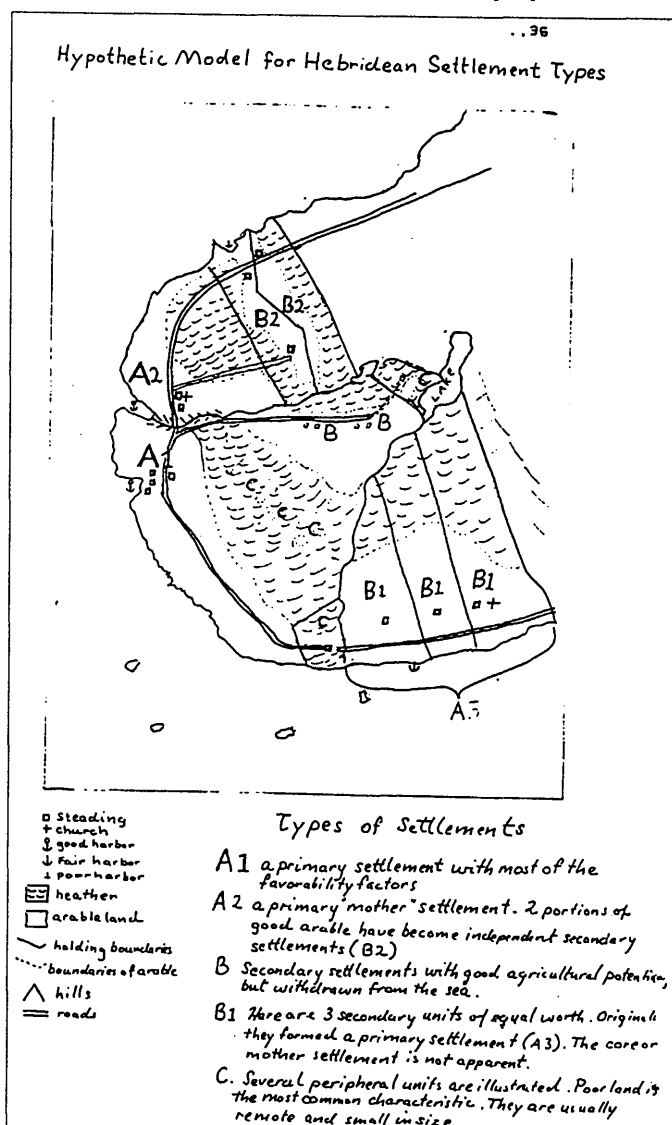 ..36
Hypothetic Model for Hebridean Settlement Types
B2
B2
A2
LAKE
B
B
A
C
C
C
C
C
B1
B1
B1
A3
steading
church
good harbor
Fair harbor
poor harbor
heather
arable land
holding boundaries
boundaries of arable
hills
roads
Types of Settlements
A1 a primary settlement with most of the
favorability factors
A2 a primary "mother" settlement. 2 portions of
good arable have become independent secondary
settlements (B2)
B Secondary settlements with good agricultural potential,
but withdrawn from the sea.
B1 Here are 3 secondary units of equal worth. Originall
they formed a primary settlement (A3). The core or
mother settlement is not apparent.
C. Several peripheral units are illustrated. Poor land is
the most common characteristic. They are usually
remote and small in size